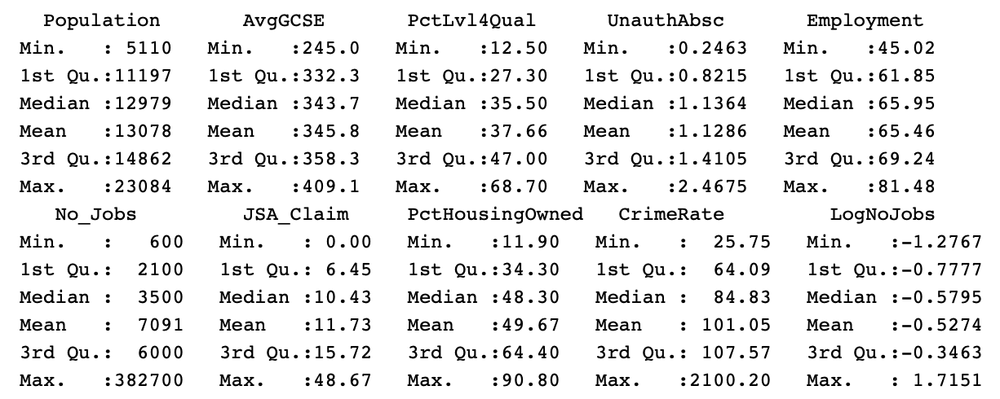 Population       AvgGCSE       PctLvl4Qual      UnauthAbsc       Employment
Min.   : 5110   Min.   :245.0   Min.   :12.50   Min.   :0.2463   Min.   :45.02
1st Qu.:11197   1st Qu.:332.3   1st Qu.:27.30   1st Qu.:0.8215   1st Qu.:61.85
Median :12979   Median :343.7   Median :35.50   Median :1.1364   Median :65.95
Mean   :13078   Mean   :345.8   Mean   :37.66   Mean   :1.1286   Mean   :65.46
3rd Qu.:14862   3rd Qu.:358.3   3rd Qu.:47.00   3rd Qu.:1.4105   3rd Qu.:69.24
Max.   :23084   Max.   :409.1   Max.   :68.70   Max.   :2.4675   Max.   :81.48
   No_Jobs         JSA_Claim     PctHousingOwned   CrimeRate         LogNoJobs
Min.   :   600   Min.   : 0.00   Min.   :11.90   Min.   :  25.75   Min.   :-1.2767
1st Qu.:  2100   1st Qu.: 6.45   1st Qu.:34.30   1st Qu.:  64.09   1st Qu.:-0.7777
Median :  3500   Median :10.43   Median :48.30   Median :  84.83   Median :-0.5795
Mean   :  7091   Mean   :11.73   Mean   :49.67   Mean   : 101.05   Mean   :-0.5274
3rd Qu.:  6000   3rd Qu.:15.72   3rd Qu.:64.40   3rd Qu.: 107.57   3rd Qu.:-0.3463
Max.   :382700   Max.   :48.67   Max.   :90.80   Max.   :2100.20   Max.   : 1.7151